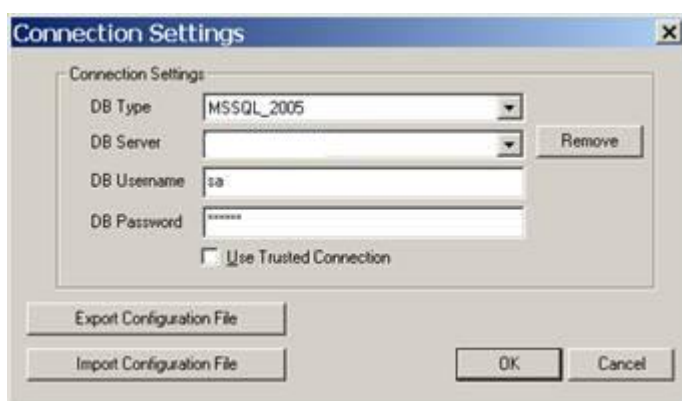 Connection Settings
Connection Settings
DB Type MSSQL_2005
DB Server Remove
DB Username sa
DB Password ******
Use Trusted Connection
Export Configuration File
Import Configuration File OK Cancel